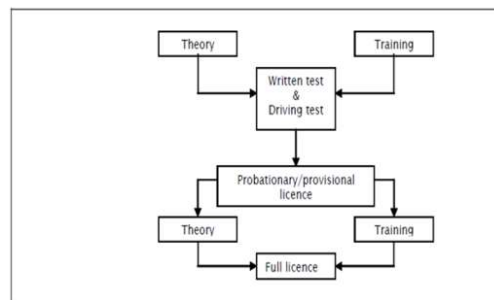 Theory Training
Written test
&
Driving test
Probationary/provisional
licence
Theory Training
Full licence